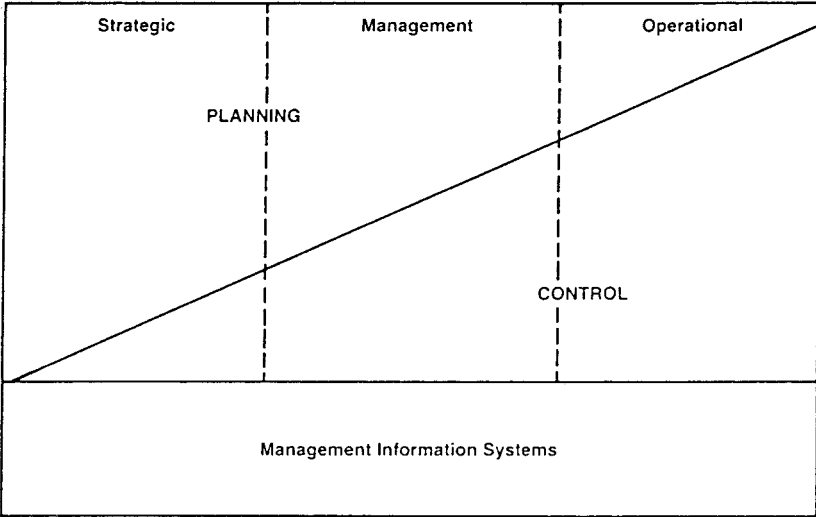 Strategic Management Operational
PLANNING
CONTROL
Management Information Systems